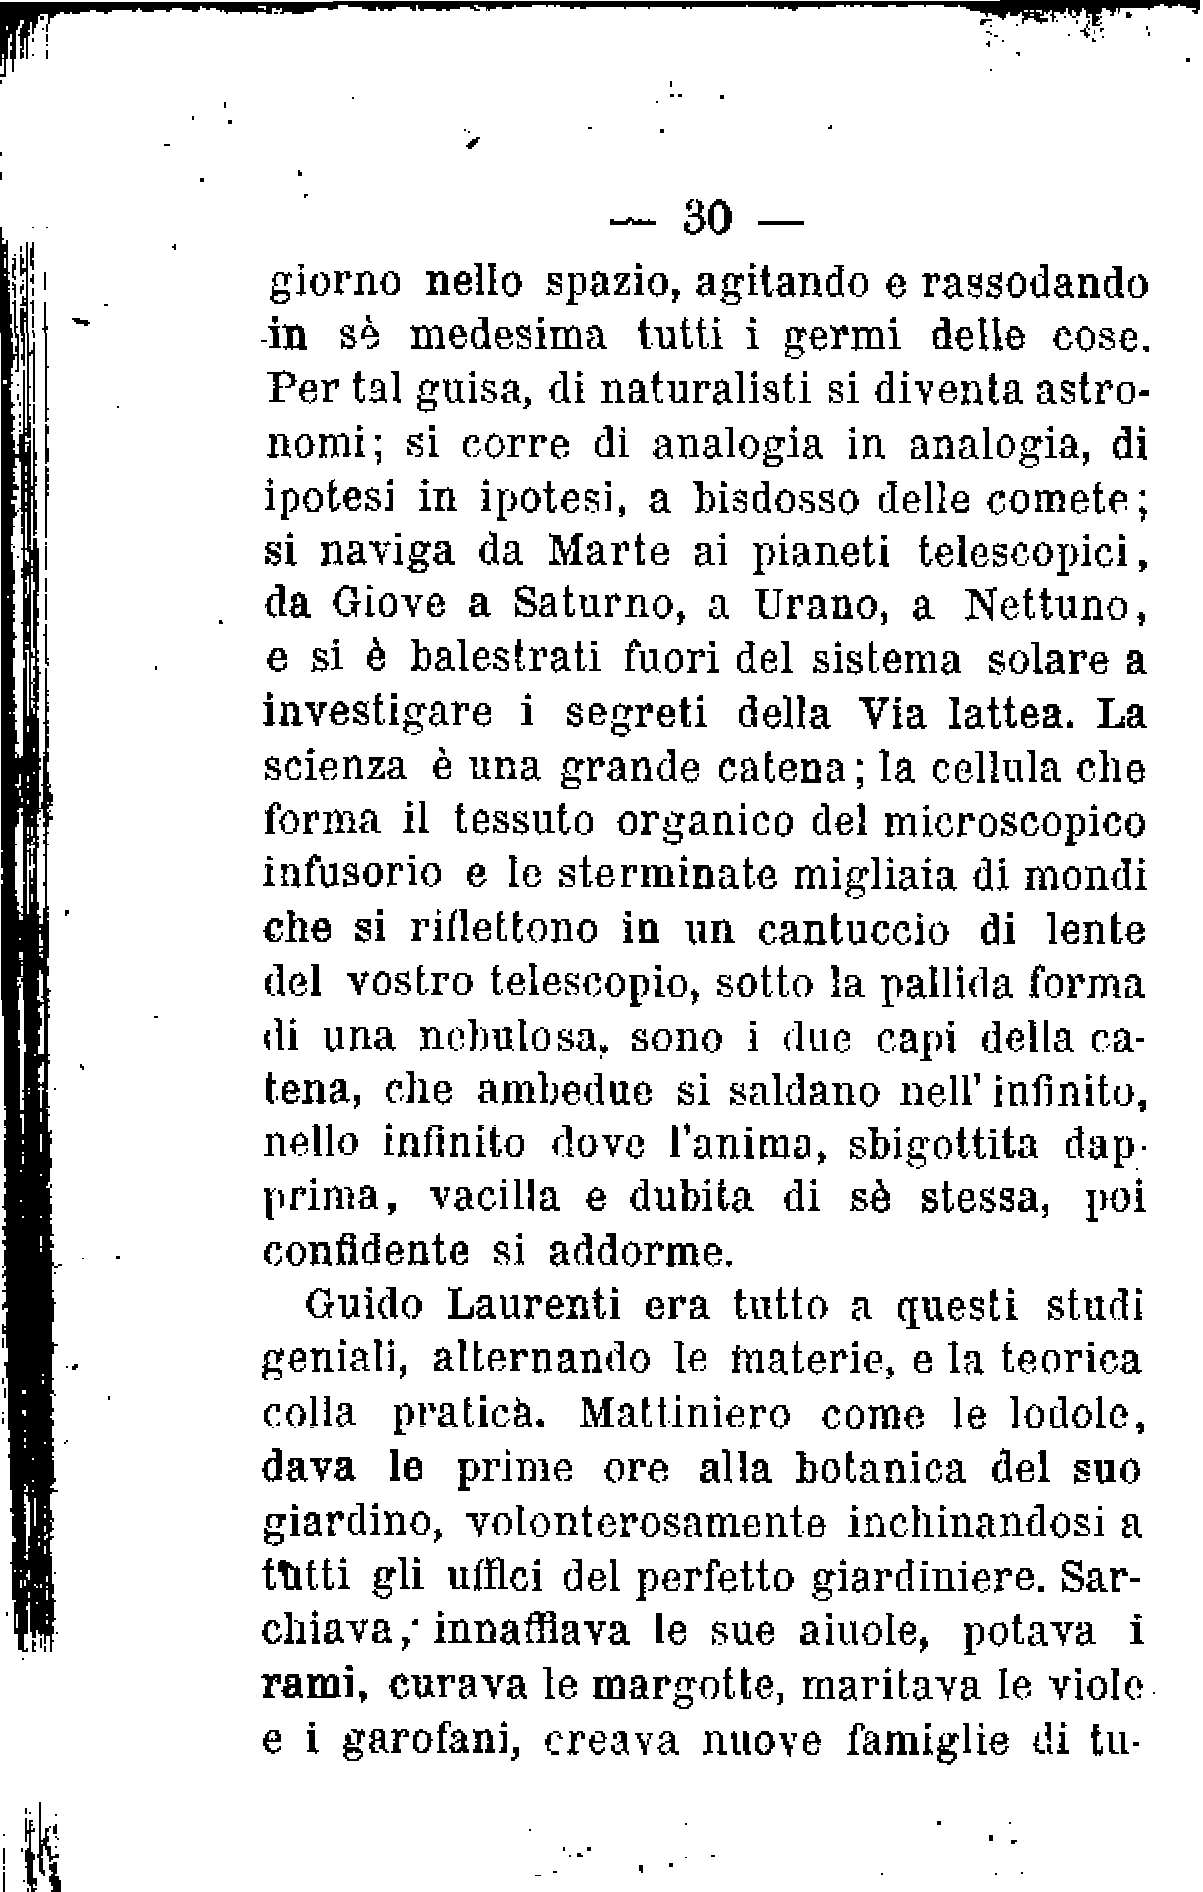 — 30 —
giorno nello spazio, agitando e rassodando
in sè medesima tutti i germi delle cose.
Per tal guisa, di naturalisti si diventa astro-
nomi; si corre di analogia in analogia, di
ipotesi in ipotesi, a bisdosso delle comete;
si naviga da Marte ai pianeti telescopici,
da Giove a Saturno, a Urano, a Nettuno,
e si è balestrati fuori del sistema solare a
investigare i segreti della Via lattea. La
scienza è una grande catena; la cellula che
forma il tessuto organico del microscopico
infusorio e le sterminate migliaia di mondi
che si riflettono in un cantuccio di lente
del vostro telescopio, sotto la pallida forma
di una nebulosa, sono i due capi della ca-
tena, che ambedue si saldano nell' infinito,
nello infinito dove l'anima, sbigottita dap-
prima, vacilla e dubita di sè stessa, poi
confidente si addorme.
Guido Laurenti era tutto a questi studi
geniali, alternando le materie, e la teorica
colla pratica. Mattiniero come le lodole,
dava le prime ore alla botanica del suo
giardino, volonterosamente inchinandosi a
tutti gli uffici del perfetto giardiniere. Sar-
chiava, innaffiava le sue aiuole, potava i
rami, curava le margotte, maritava le viole
e i garofani, creava nuove famiglie di tu-